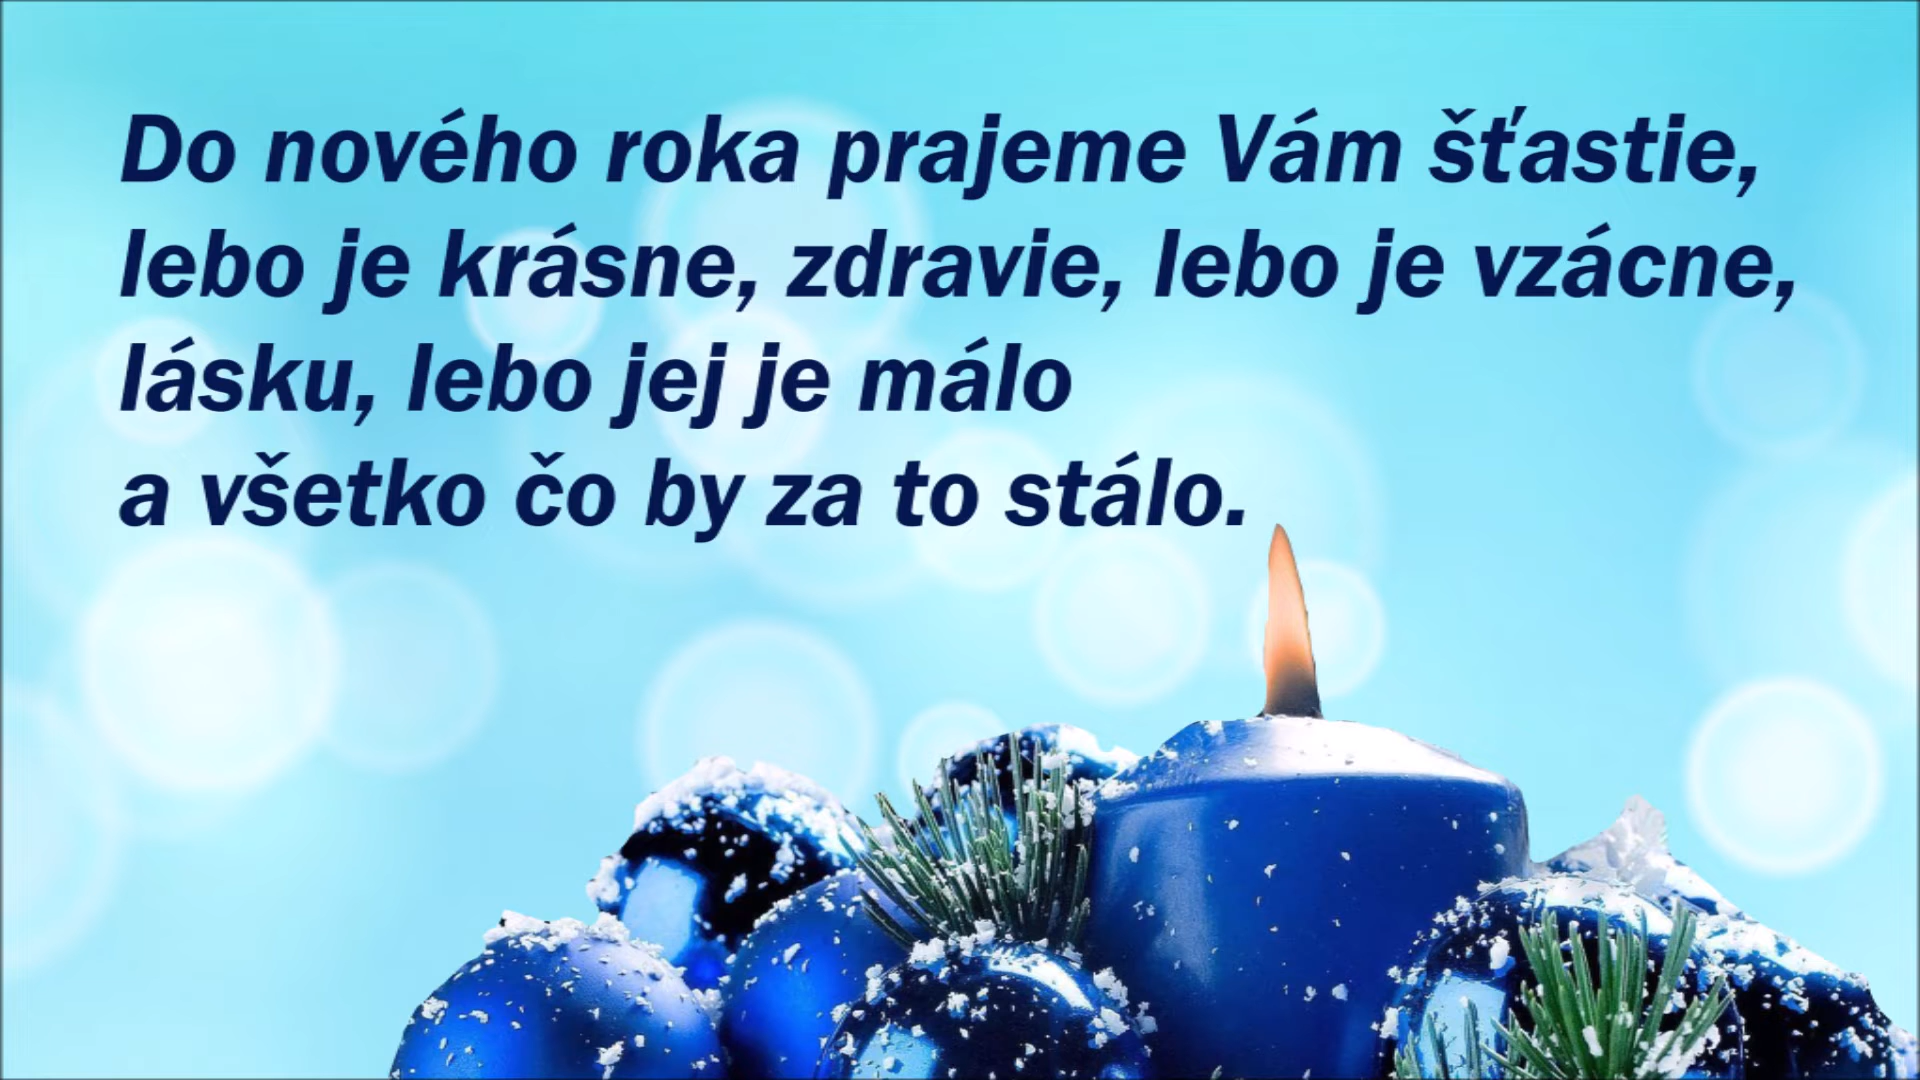 Do nového roka prajeme Vám šťastie,
lebo je krásne, zdravie, lebo je vzácne,
lásku, lebo jej je málo
a všetko čo by za to stálo.